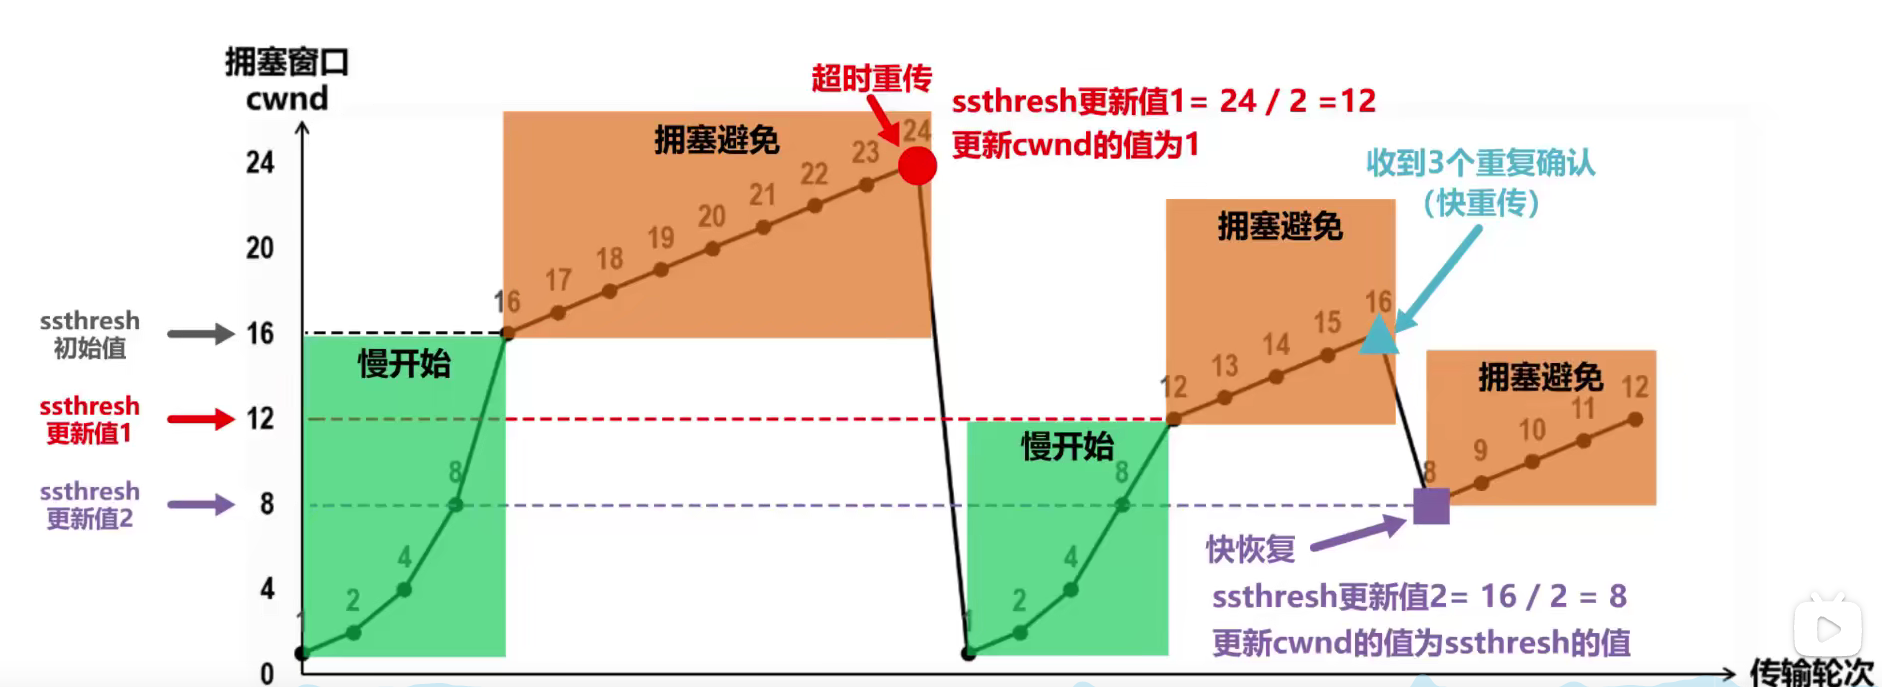 拥塞窗口
cwnd
24
20
16
12
8
4
0
ssthresh
初始值
ssthresh
更新值1
ssthresh
更新值2
慢开始
1
2
4
8
16
拥塞避免
17
18
19
20
21
22
23
24
超时重传
ssthresh更新值1= 24 / 2 =12
更新cwnd的值为1
慢开始
1
2
4
8
12
拥塞避免
13
14
15
16
收到3个重复确认
（快重传）
拥塞避免
8
9
10
11
12
快恢复
ssthresh更新值2= 16 / 2 = 8
更新cwnd的值为ssthresh的值
传输轮次